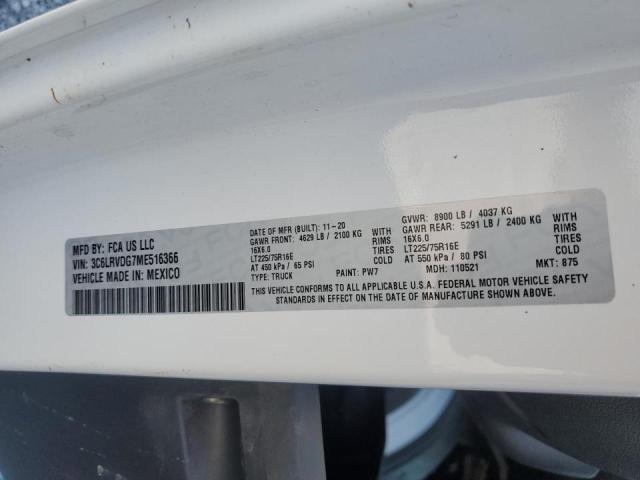 MFD BY: FCA US LLC
VIN: 3C6LRVDG7ME516366
VEHICLE MADE IN: MEXICO
DATE OF MFR (BUILT): 11-20
GAWR FRONT: 4629 LB / 2100 KG WITH
16X6.0 RIMS
LT225/75R16E TIRES
AT 450 kPa / 65 PSI COLD
TYPE: TRUCK PAINT: PW7
GVWR: 8900 LB / 4037 KG
GAWR REAR: 5291 LB / 2400 KG WITH
16X6.0 RIMS
LT225/75R16E TIRES
AT 550 kPa / 80 PSI COLD
MDH: 110521 MKT: 875
THIS VEHICLE CONFORMS TO ALL APPLICABLE U.S.A. FEDERAL MOTOR VEHICLE SAFETY
STANDARDS IN EFFECT ON THE DATE OF MANUFACTURE SHOWN ABOVE.